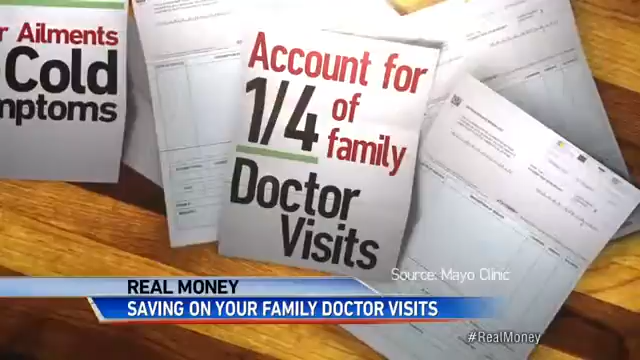 r Ailments
Cold
mptoms
Account for
1/4 of
family
Doctor
Visits
Source: Mayo Clinic
REAL MONEY
SAVING ON YOUR FAMILY DOCTOR VISITS
#RealMoney